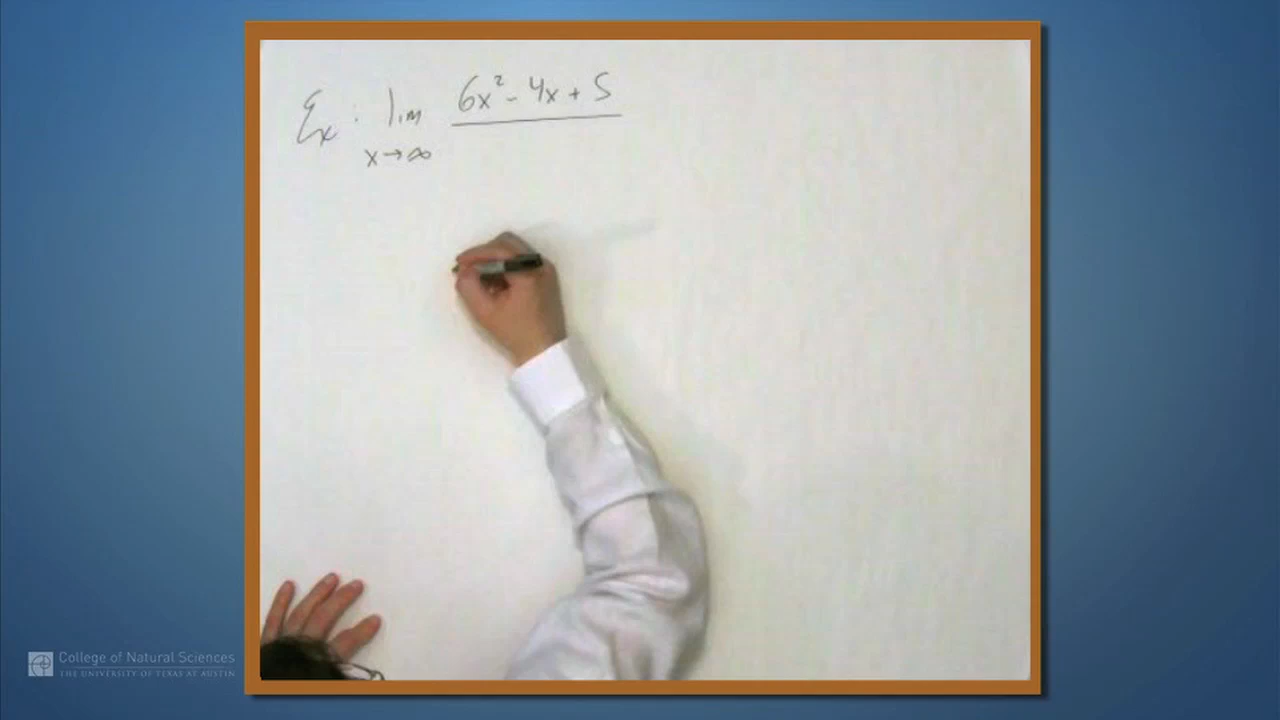 Ex: lim 6x² - 4x + 5
x→∞
College of Natural Sciences
THE UNIVERSITY OF TEXAS AT AUSTIN